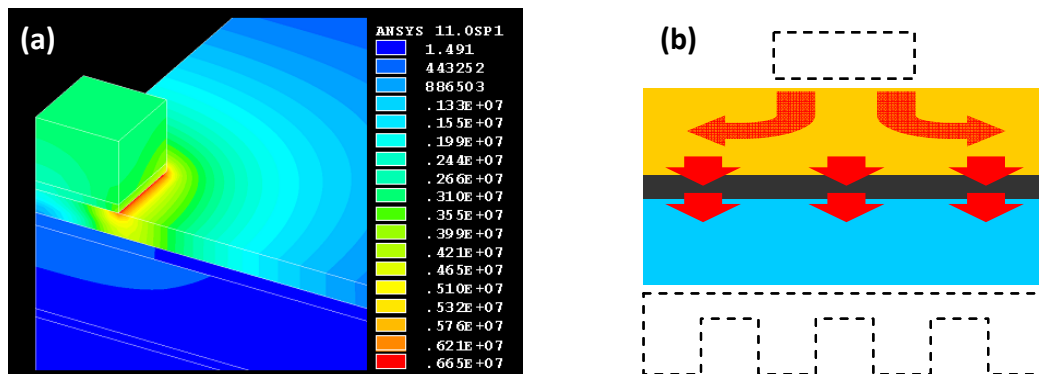 (a)
ANSYS 11.0SP1
1.491
443252
886503
.133E+07
.155E+07
.199E+07
.244E+07
.266E+07
.310E+07
.355E+07
.399E+07
.421E+07
.465E+07
.510E+07
.532E+07
.576E+07
.621E+07
.665E+07
(b)